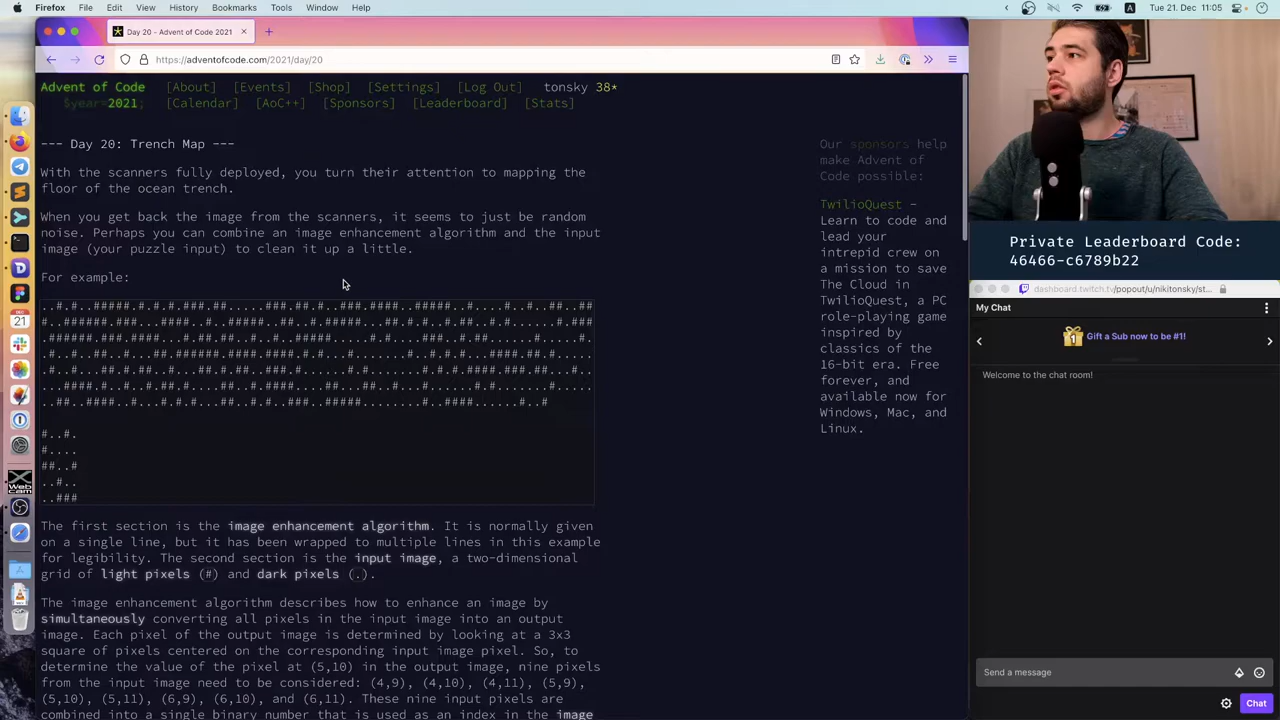 Firefox File Edit View History Bookmarks Tools Window Help
A Tue 21. Dec 11:05
Day 20 - Advent of Code 2021
https://adventofcode.com/2021/day/20
Advent of Code [About] [Events] [Shop] [Settings] [Log Out] tonsky 38*
$year=2021; [Calendar] [AoC++] [Sponsors] [Leaderboard] [Stats]
--- Day 20: Trench Map ---
With the scanners fully deployed, you turn their attention to mapping the
floor of the ocean trench.
When you get back the image from the scanners, it seems to just be random
noise. Perhaps you can combine an image enhancement algorithm and the input
image (your puzzle input) to clean it up a little.
For example:
..#.#..#####.#.#.#.###.##.....###.##.#..###.####..#####..#....#..#..##..##
#..######.###...####..#..#####..##..#.#####...##.#.#..#.##..#.#......#.###
.######.###.####...#.##.##..#..#..#####.....#.#....###..#.##......#.....#.
.#..#..##..#...##.######.####.####.#.#...#.......#..#.#.#...####.##.#.....
.#..#...##.#.##..#...##.#.##..###.#......#.#.......#.#.#.####.###.##...#..
...####.#..#..#.##.#....##..#.####....##...##..#...#......#.#.......#.....
..##..####..#...#.#.#...##..#.#..###..#####........#..####......#..#
#..#.
#....
##..#
..#..
..###
The first section is the image enhancement algorithm. It is normally given
on a single line, but it has been wrapped to multiple lines in this example
for legibility. The second section is the input image, a two-dimensional
grid of light pixels (#) and dark pixels (.).
The image enhancement algorithm describes how to enhance an image by
simultaneously converting all pixels in the input image into an output
image. Each pixel of the output image is determined by looking at a 3x3
square of pixels centered on the corresponding input image pixel. So, to
determine the value of the pixel at (5,10) in the output image, nine pixels
from the input image need to be considered: (4,9), (4,10), (4,11), (5,9),
(5,10), (5,11), (6,9), (6,10), and (6,11). These nine input pixels are
combined into a single binary number that is used as an index in the image
Our sponsors help
make Advent of
Code possible:
TwilioQuest -
Learn to code and
lead your
intrepid crew on
a mission to save
The Cloud in
TwilioQuest, a PC
role-playing game
inspired by
classics of the
16-bit era. Free
forever, and
available now for
Windows, Mac, and
Linux.
DEC
21
Web
cam
Private Leaderboard Code:
46466-c6789b22
dashboard.twitch.tv/popout/u/nikitonsky/st...
My Chat
1 Gift a Sub now to be #1!
Welcome to the chat room!
Send a message
Chat